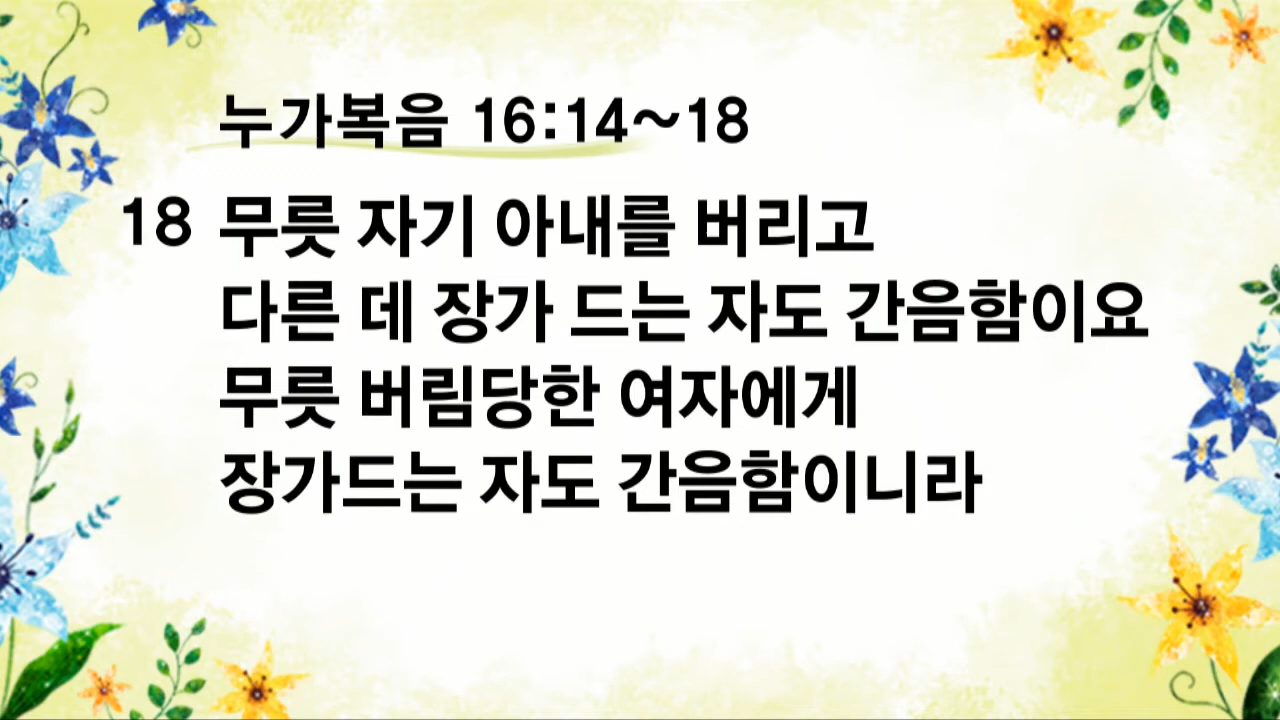 누가복음 16:14~18
18 무릇 자기 아내를 버리고
다른 데 장가 드는 자도 간음함이요
무릇 버림당한 여자에게
장가드는 자도 간음함이니라